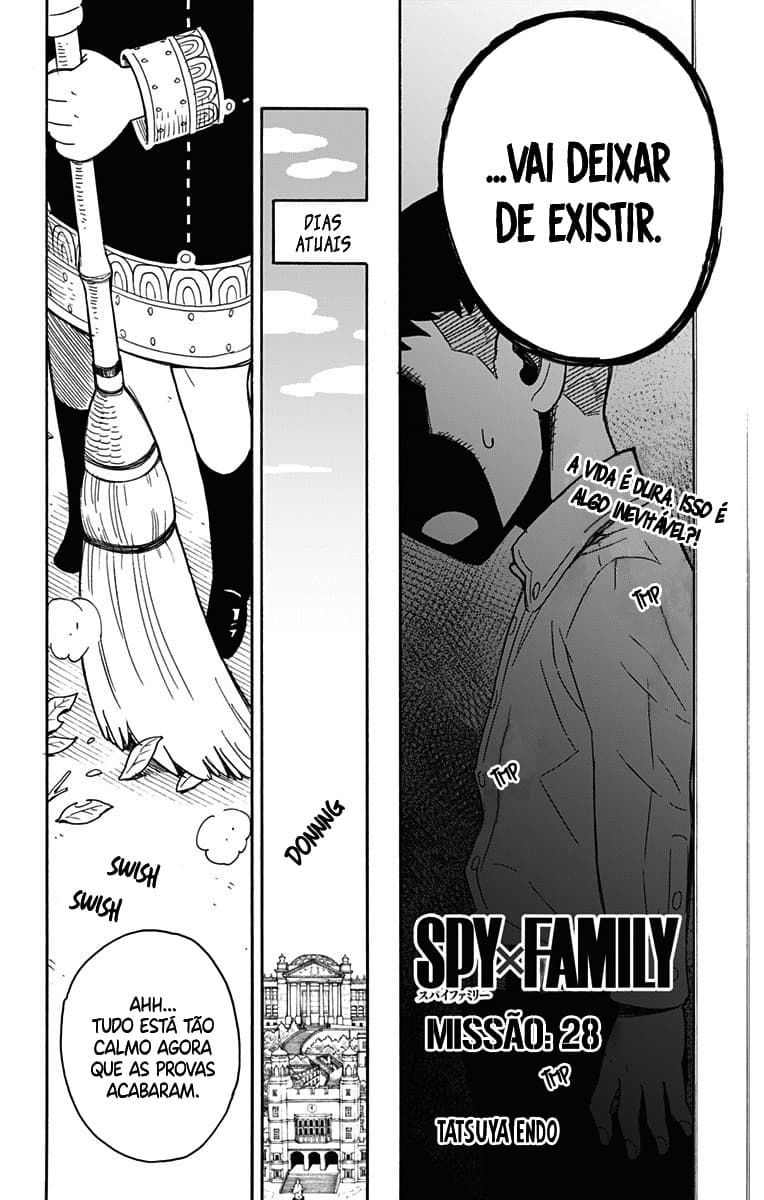 ...VAI DEIXAR
DE EXISTIR.
A VIDA É DURA. ISSO É
ALGO INEVITÁVEL?!
TMP
TMP
SPY×FAMILY
スパイファミリー
MISSÃO: 28
TMP
TATSUYA ENDO
DIAS
ATUAIS
DONNNG
SWISH
SWISH
AHH...
TUDO ESTÁ TÃO
CALMO AGORA
QUE AS PROVAS
ACABARAM.